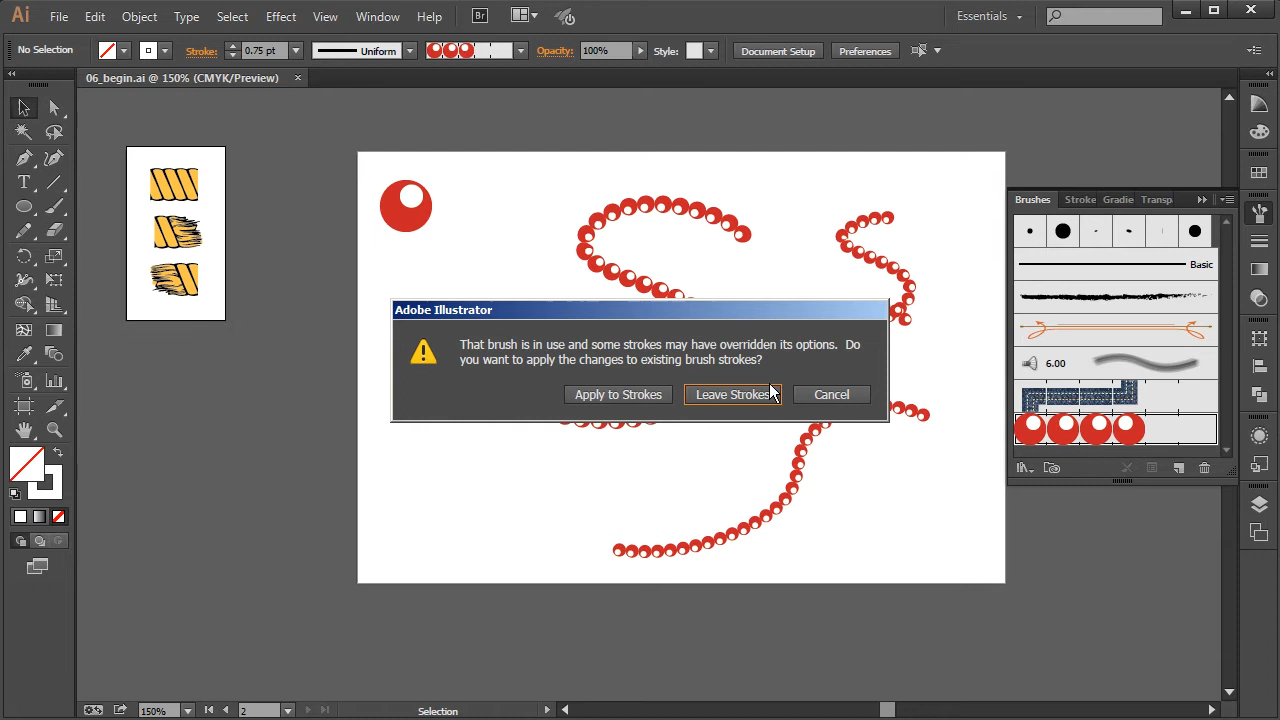 Ai File Edit Object Type Select Effect View Window Help Br Essentials
No Selection Stroke: 0.75 pt Uniform Opacity: 100% Style: Document Setup Preferences
06_begin.ai @ 150% (CMYK/Preview) ×
Brushes Stroke Gradie Transp
Basic
6.00
Adobe Illustrator
That brush is in use and some strokes may have overridden its options. Do
you want to apply the changes to existing brush strokes?
Apply to Strokes Leave Strokes Cancel
T
150% 2 Selection